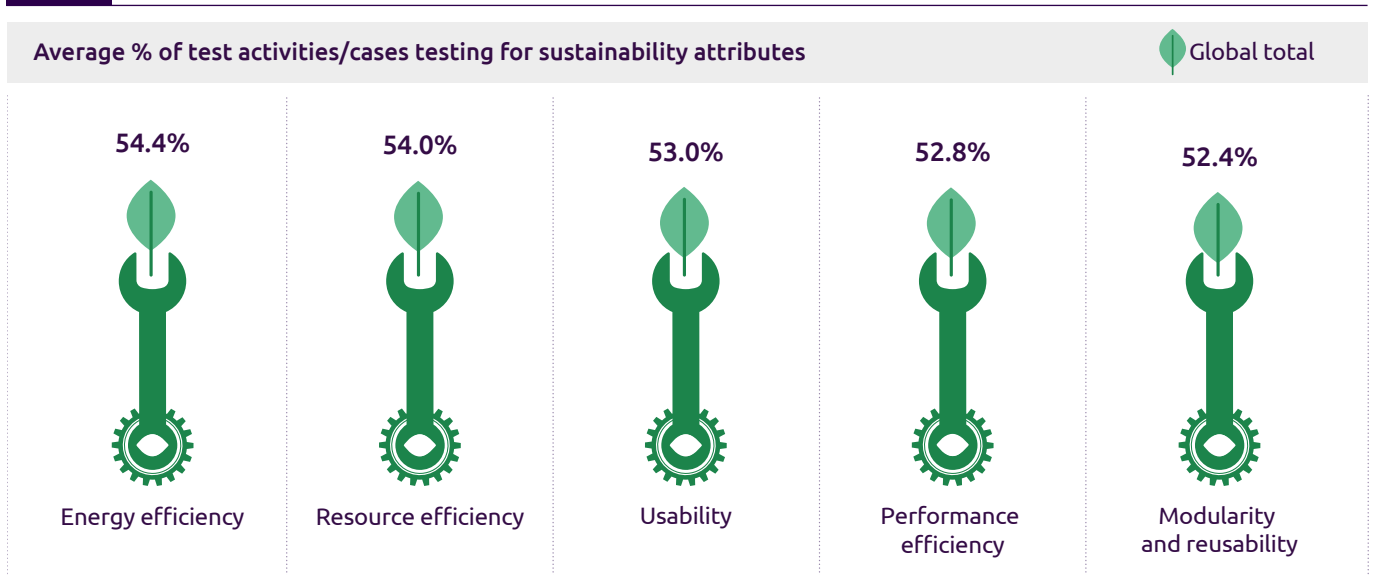 Average % of test activities/cases testing for sustainability attributes
Global total
54.4%
54.0%
53.0%
52.8%
52.4%
Energy efficiency
Resource efficiency
Usability
Performance
efficiency
Modularity
and reusability